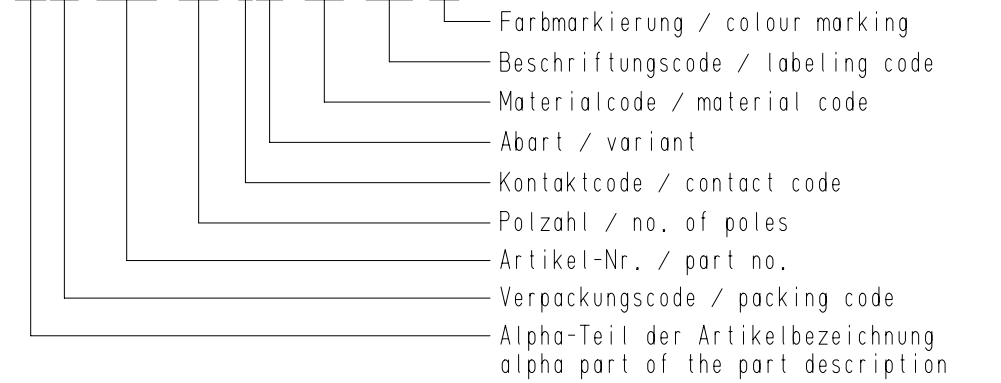 Farbmarkierung / colour marking
Beschriftungscode / labeling code
Materialcode / material code
Abart / variant
Kontaktcode / contact code
Polzahl / no. of poles
Artikel-Nr. / part no.
Verpackungscode / packing code
Alpha-Teil der Artikelbezeichnung
alpha part of the part description